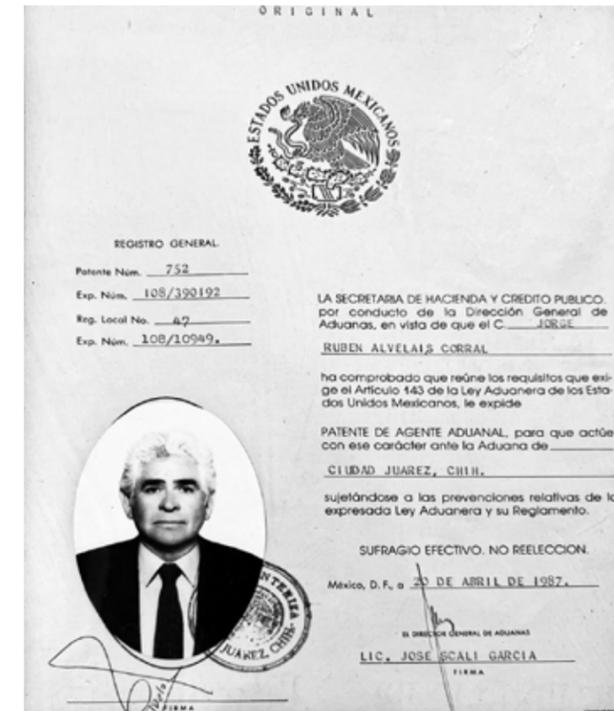 ORIGINAL
ESTADOS UNIDOS MEXICANOS
REGISTRO GENERAL.
Patente Núm. 752
Exp. Núm. 108/390192
Reg. Local No. 47
Exp. Núm. 108/10949.
LA SECRETARIA DE HACIENDA Y CREDITO PUBLICO.
por conducto de la Dirección General de
Aduanas, en vista de que el C. JORGE
RUBEN ALVELAIS CORRAL
ha comprobado que reúne los requisitos que exi-
ge el Artículo 143 de la Ley Aduanera de los Esta-
dos Unidos Mexicanos, le expide
PATENTE DE AGENTE ADUANAL, para que actúe
con ese carácter ante la Aduana de
CIUDAD JUAREZ, CHIH.
sujetándose a las prevenciones relativas de la
expresada Ley Aduanera y su Reglamento.
SUFRAGIO EFECTIVO. NO REELECCION.
México, D. F., a 20 DE ABRIL DE 1987.
EL DIRECTOR GENERAL DE ADUANAS
LIC. JOSE SCALI GARCIA
FIRMA
JUAREZ, CHIH.
FIRMA